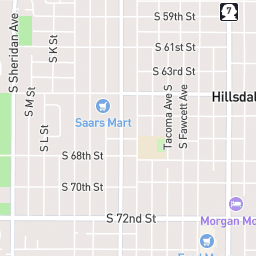 S 59th St
7
S Sheridan Ave
S K St
S 61st St
S 63rd St
S M St
Tacoma Ave S
S Fawcett Ave
Hillsdal
Saars Mart
S L St
S 68th St
S 70th St
Morgan Mo
S 72nd St